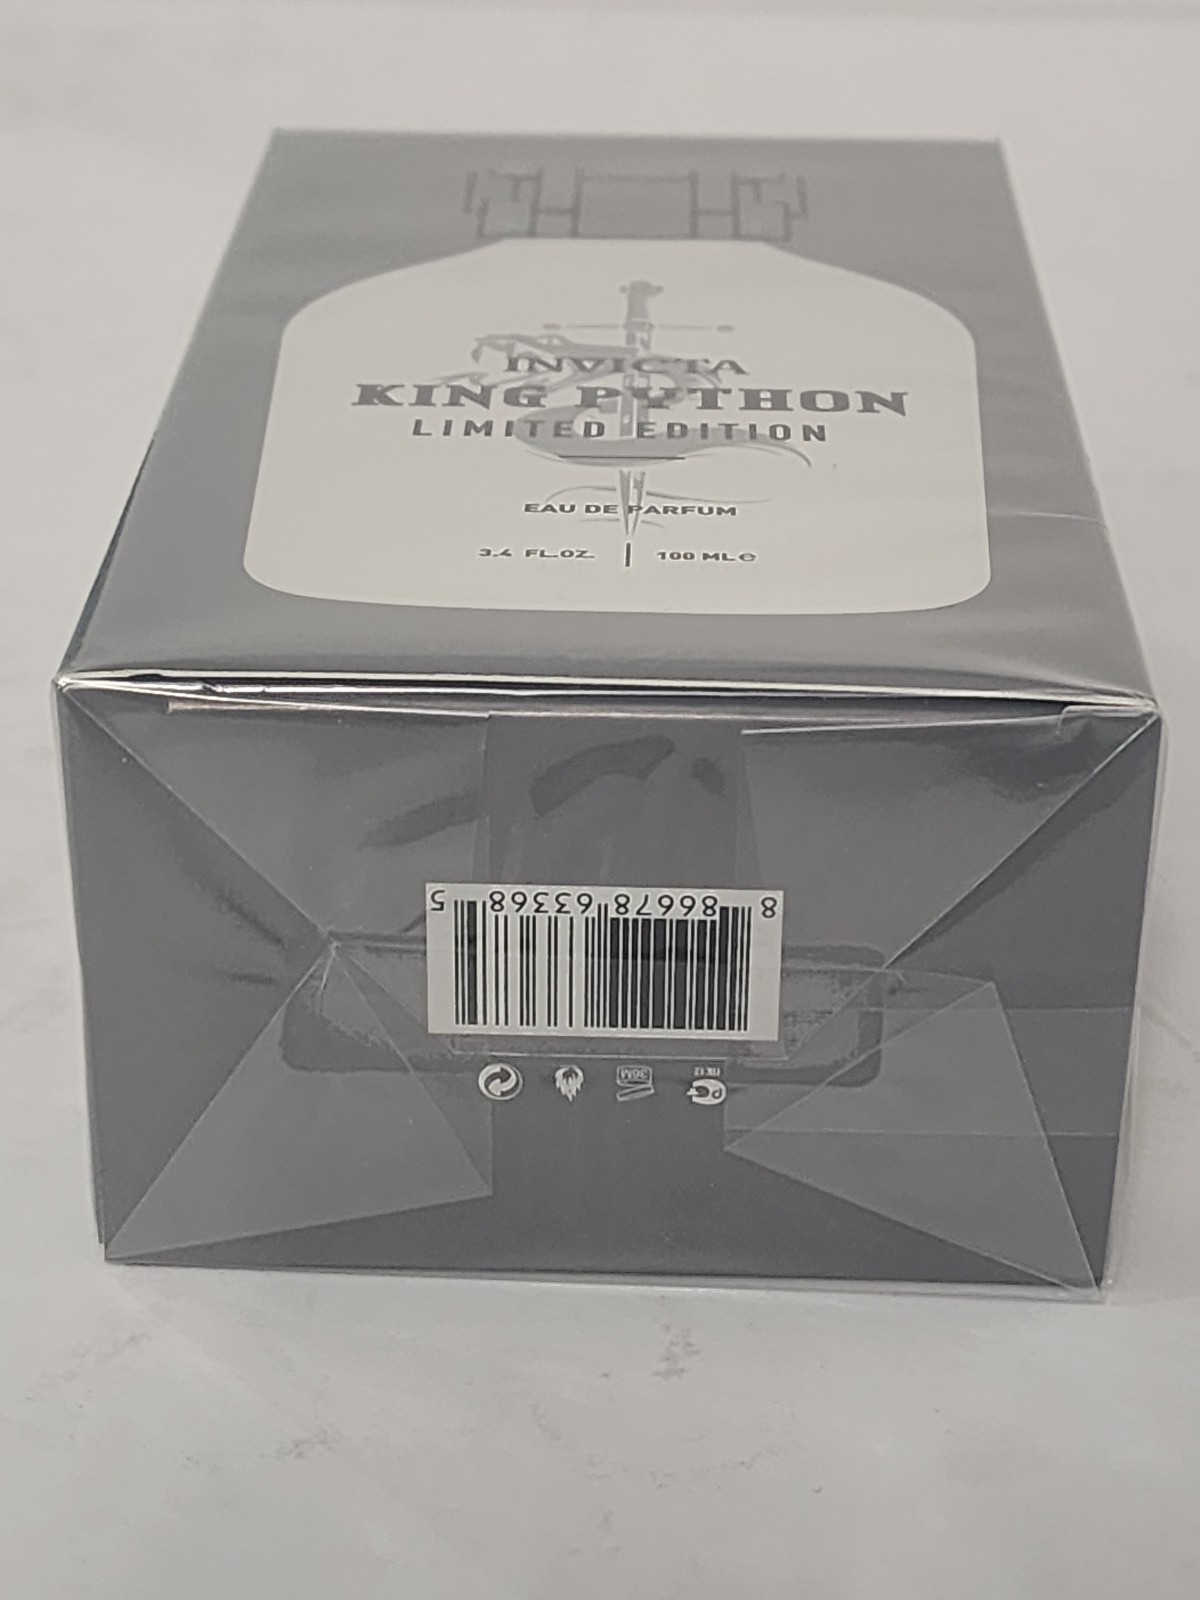 INVICTA
KING PYTHON
LIMITED EDITION
EAU DE PARFUM
3.4 FL.OZ. | 100 ML ℮
8 86678 63368 5
36M